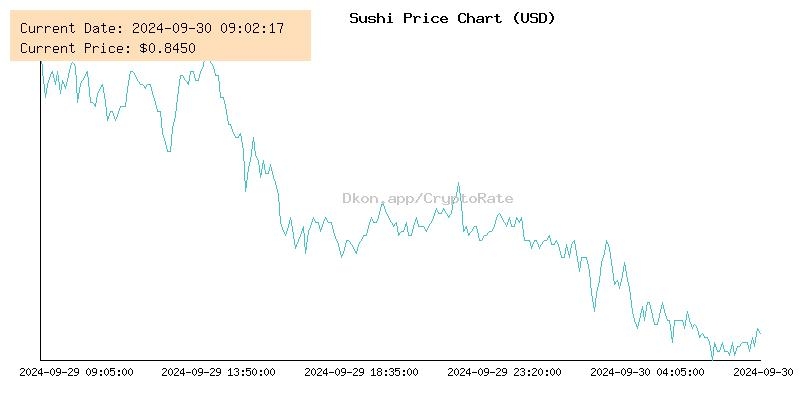 Sushi Price Chart (USD)
Current Date: 2024-09-30 09:02:17
Current Price: $0.8450
Dkon.app/CryptoRate
2024-09-29 09:05:00 2024-09-29 13:50:00 2024-09-29 18:35:00 2024-09-29 23:20:00 2024-09-30 04:05:00 2024-09-30